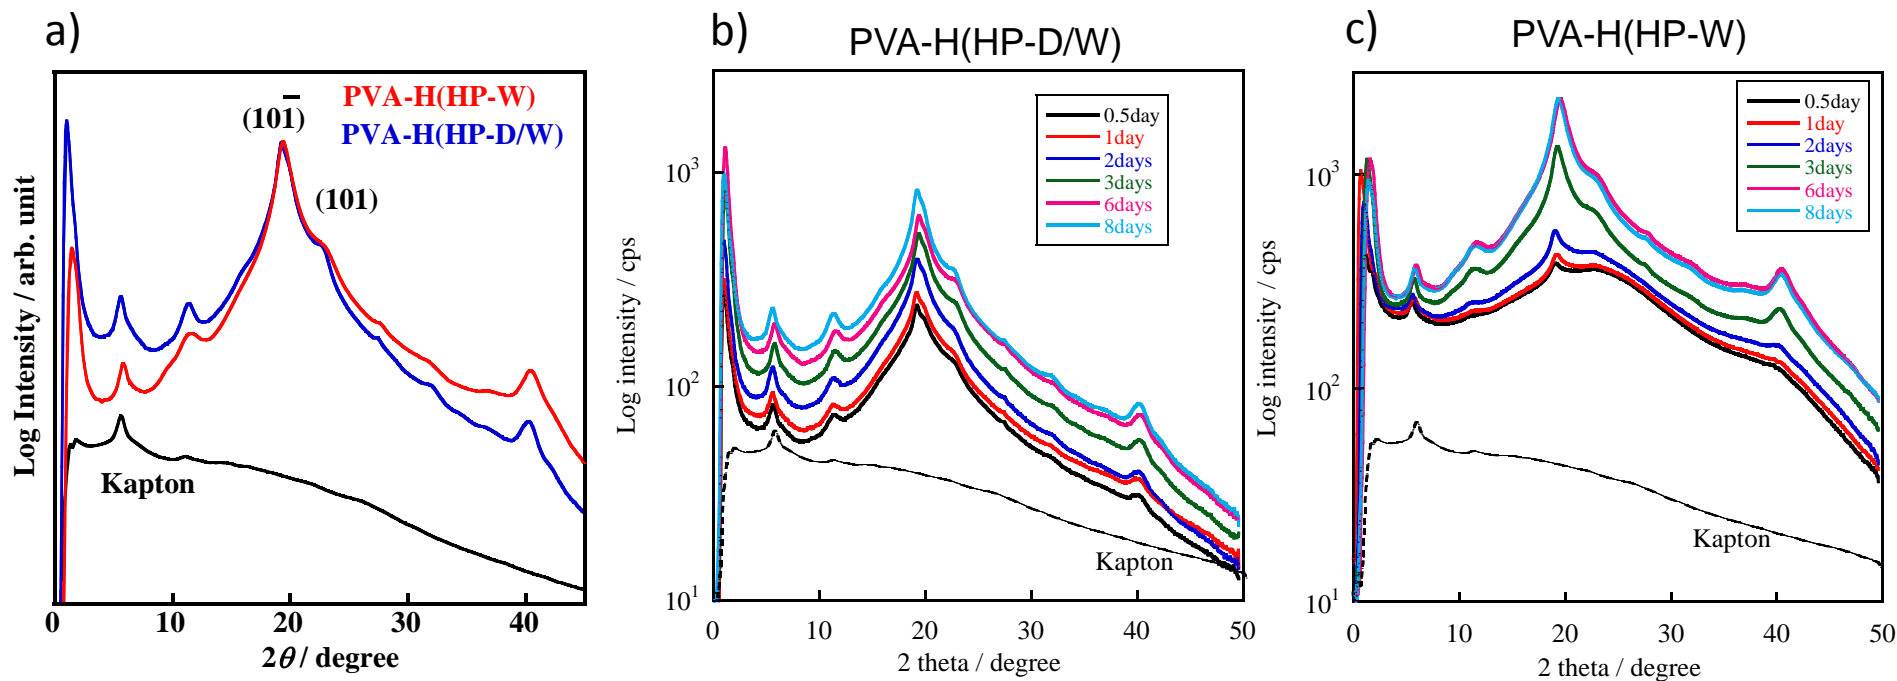 a)
PVA-H(HP-W)
PVA-H(HP-D/W)
(101̅)
(101)
Kapton
Log Intensity / arb. unit
0 10 20 30 40
2θ / degree
b)
PVA-H(HP-D/W)
0.5day
1day
2days
3days
6days
8days
10³
10²
10¹
Log intensity / cps
Kapton
0 10 20 30 40 50
2 theta / degree
c)
PVA-H(HP-W)
0.5day
1day
2days
3days
6days
8days
10³
10²
10¹
Log intensity / cps
Kapton
0 10 20 30 40 50
2 theta / degree